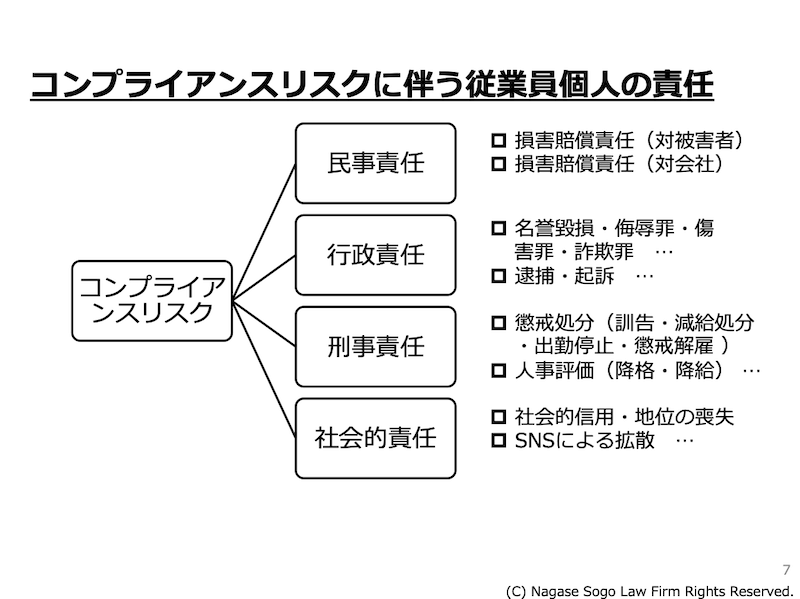 コンプライアンスリスクに伴う従業員個人の責任
コンプライア
ンスリスク
民事責任
行政責任
刑事責任
社会的責任
損害賠償責任（対被害者）
損害賠償責任（対会社）
名誉毀損・侮辱罪・傷
害罪・詐欺罪　…
逮捕・起訴　…
懲戒処分（訓告・減給処分
・出勤停止・懲戒解雇 ）
人事評価（降格・降給）　…
社会的信用・地位の喪失
SNSによる拡散　…
7
(C) Nagase Sogo Law Firm Rights Reserved.